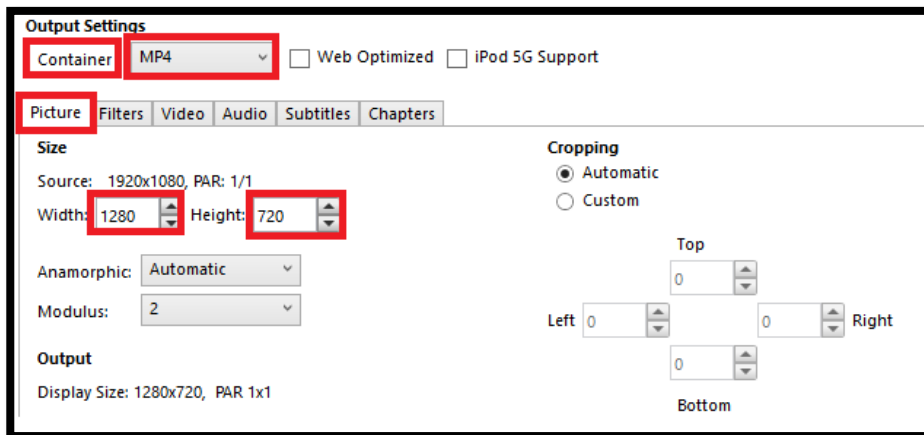 Output Settings
Container MP4 Web Optimized iPod 5G Support
Picture Filters Video Audio Subtitles Chapters
Size
Source: 1920x1080, PAR: 1/1
Width: 1280 Height: 720
Anamorphic: Automatic
Modulus: 2
Output
Display Size: 1280x720, PAR 1x1
Cropping
Automatic
Custom
Top
0
Left 0 0 Right
0
Bottom